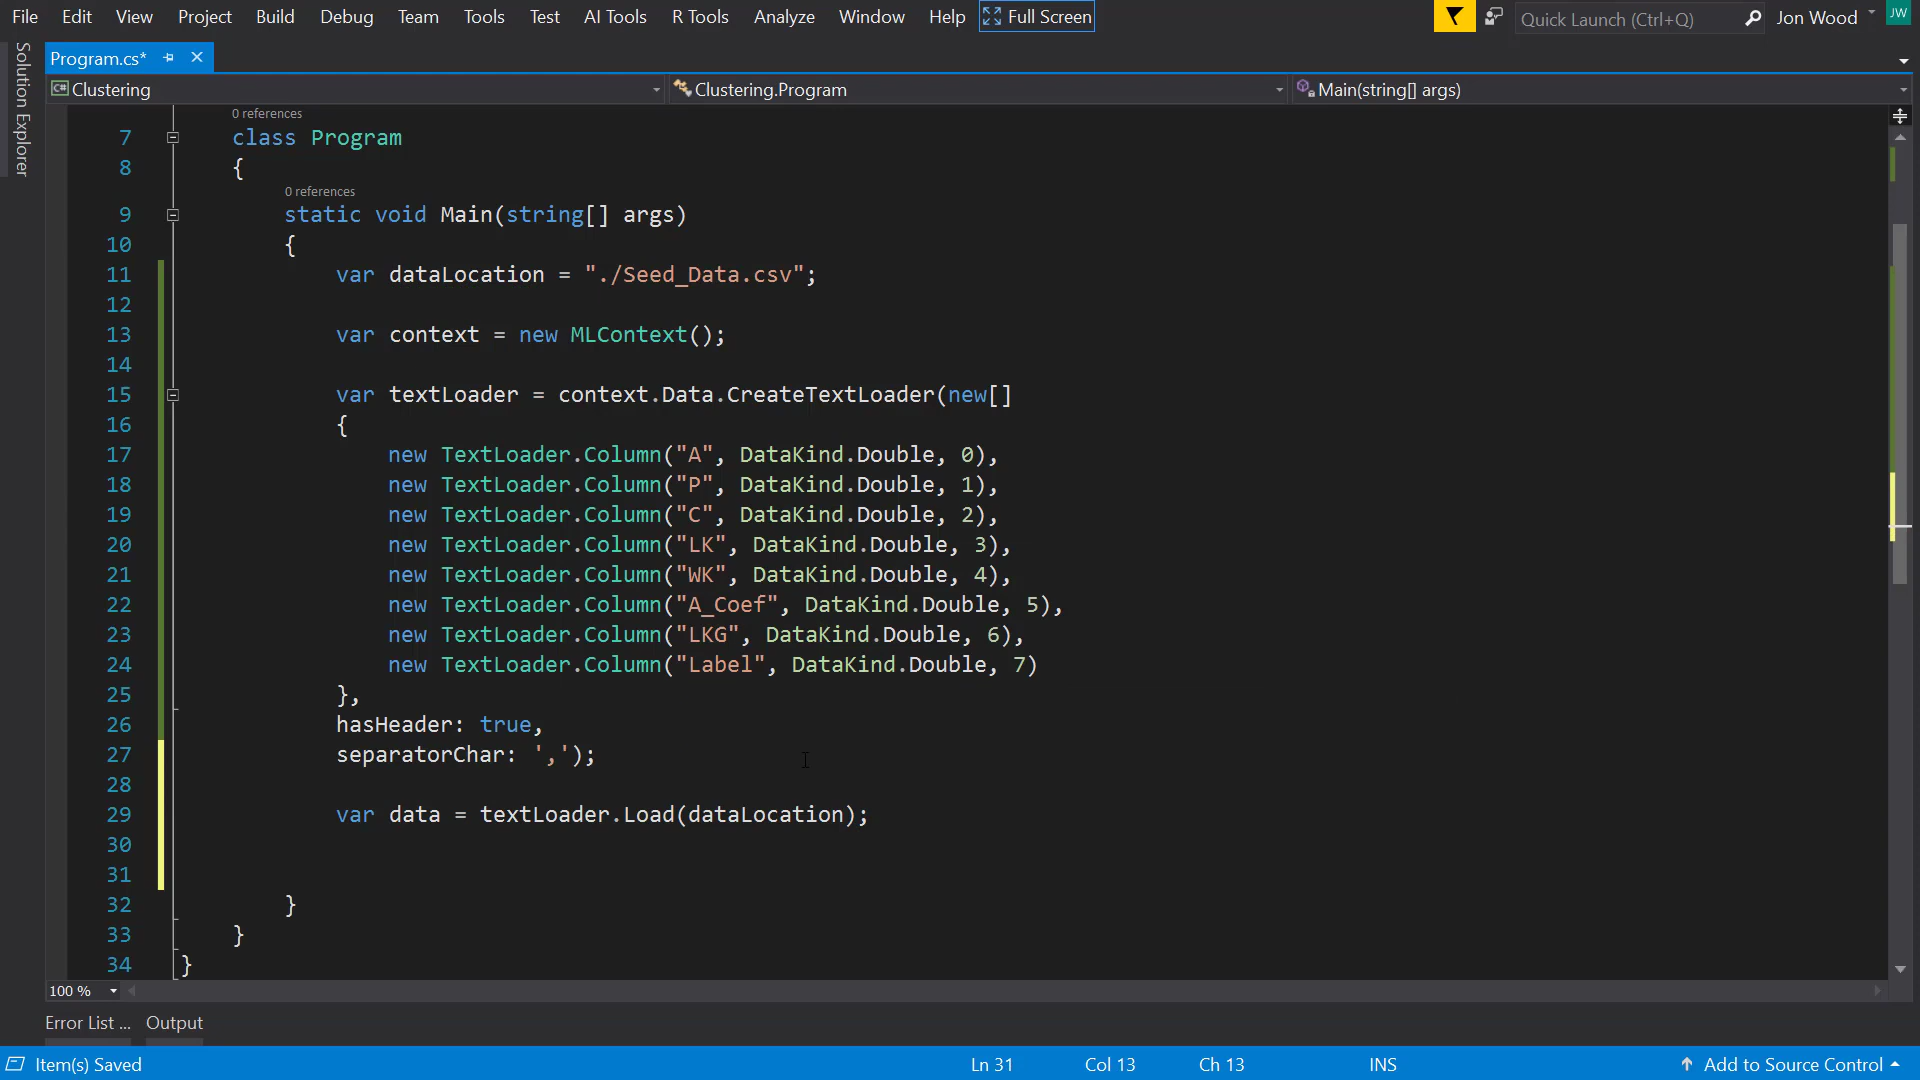 File Edit View Project Build Debug Team Tools Test AI Tools R Tools Analyze Window Help Full Screen Quick Launch (Ctrl+Q) Jon Wood JW
Solution Explorer
Program.cs*
C# Clustering Clustering.Program Main(string[] args)
0 references
7 class Program
8 {
0 references
9 static void Main(string[] args)
10 {
11 var dataLocation = "./Seed_Data.csv";
12
13 var context = new MLContext();
14
15 var textLoader = context.Data.CreateTextLoader(new[]
16 {
17 new TextLoader.Column("A", DataKind.Double, 0),
18 new TextLoader.Column("P", DataKind.Double, 1),
19 new TextLoader.Column("C", DataKind.Double, 2),
20 new TextLoader.Column("LK", DataKind.Double, 3),
21 new TextLoader.Column("WK", DataKind.Double, 4),
22 new TextLoader.Column("A_Coef", DataKind.Double, 5),
23 new TextLoader.Column("LKG", DataKind.Double, 6),
24 new TextLoader.Column("Label", DataKind.Double, 7)
25 },
26 hasHeader: true,
27 separatorChar: ',');
28
29 var data = textLoader.Load(dataLocation);
30
31
32 }
33 }
34 }
100 %
Error List ... Output
Item(s) Saved Ln 31 Col 13 Ch 13 INS Add to Source Control